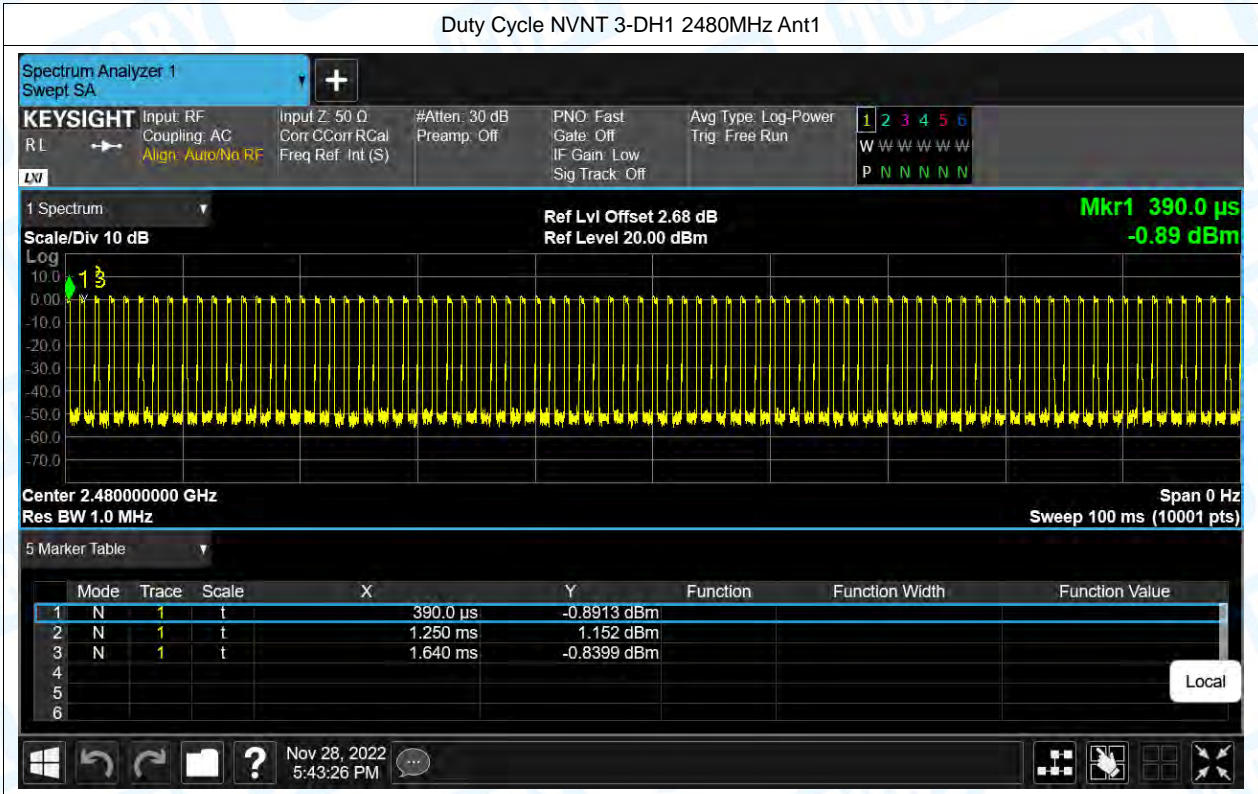 Duty Cycle NVNT 3-DH1 2480MHz Ant1
Spectrum Analyzer 1
Swept SA
+
KEYSIGHT
R L
LXI
Input: RF
Coupling: AC
Align: Auto/No RF
Input Z: 50 Ω
Corr CCorr RCal
Freq Ref: Int (S)
#Atten: 30 dB
Preamp: Off
PNO: Fast
Gate: Off
IF Gain: Low
Sig Track: Off
Avg Type: Log-Power
Trig: Free Run
1 2 3 4 5 6
W W W W W W
P N N N N N
1 Spectrum
Scale/Div 10 dB
Ref Lvl Offset 2.68 dB
Ref Level 20.00 dBm
Mkr1 390.0 µs
-0.89 dBm
Log
10.0
0.00
-10.0
-20.0
-30.0
-40.0
-50.0
-60.0
-70.0
1 3
Center 2.480000000 GHz
Res BW 1.0 MHz
Span 0 Hz
Sweep 100 ms (10001 pts)
5 Marker Table
Mode Trace Scale X Y Function Function Width Function Value
1 N 1 t 390.0 µs -0.8913 dBm
2 N 1 t 1.250 ms 1.152 dBm
3 N 1 t 1.640 ms -0.8399 dBm
4
5
6
Local
?
Nov 28, 2022
5:43:26 PM